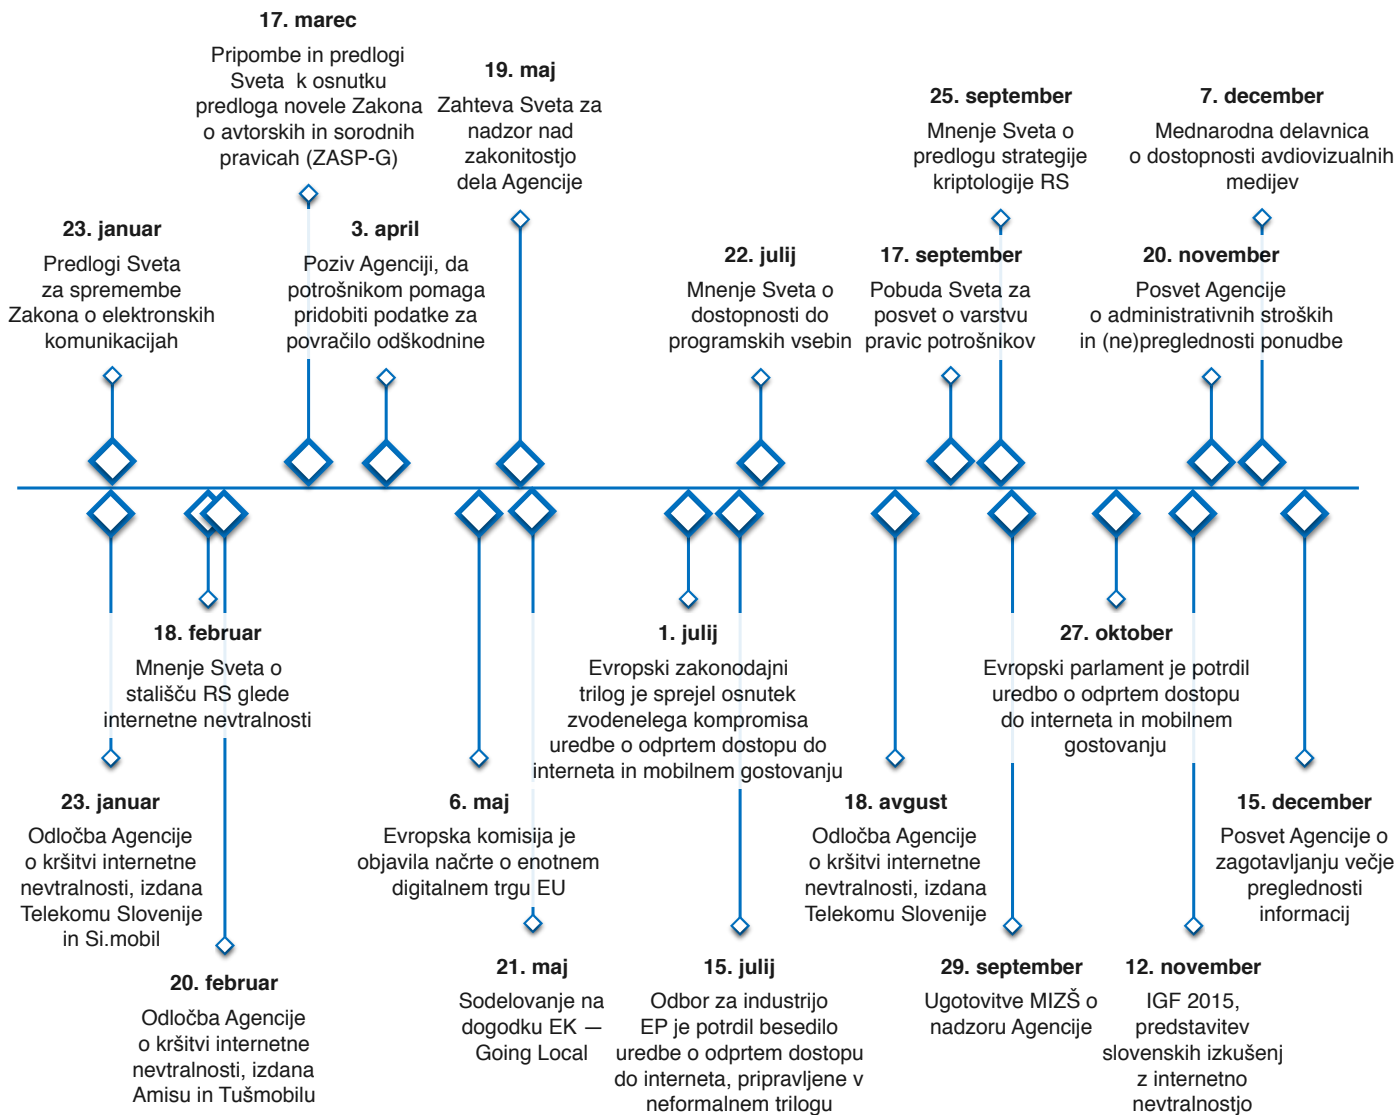 17. marec
Pripombe in predlogi
Sveta k osnutku
predloga novele Zakona
o avtorskih in sorodnih
pravicah (ZASP-G)
19. maj
Zahteva Sveta za
nadzor nad
zakonitostjo
dela Agencije
25. september
Mnenje Sveta o
predlogu strategije
kriptologije RS
7. december
Mednarodna delavnica
o dostopnosti avdiovizualnih
medijev
23. januar
Predlogi Sveta
za spremembe
Zakona o elektronskih
komunikacijah
3. april
Poziv Agenciji, da
potrošnikom pomaga
pridobiti podatke za
povračilo odškodnine
22. julij
Mnenje Sveta o
dostopnosti do
programskih vsebin
17. september
Pobuda Sveta za
posvet o varstvu
pravic potrošnikov
20. november
Posvet Agencije
o administrativnih stroških
in (ne)preglednosti ponudbe
18. februar
Mnenje Sveta o
stališču RS glede
internetne nevtralnosti
1. julij
Evropski zakonodajni
trilog je sprejel osnutek
zvodenelega kompromisa
uredbe o odprtem dostopu do
interneta in mobilnem gostovanju
27. oktober
Evropski parlament je potrdil
uredbo o odprtem dostopu
do interneta in mobilnem
gostovanju
23. januar
Odločba Agencije
o kršitvi internetne
nevtralnosti, izdana
Telekomu Slovenije
in Si.mobil
6. maj
Evropska komisija je
objavila načrte o enotnem
digitalnem trgu EU
18. avgust
Odločba Agencije
o kršitvi internetne
nevtralnosti, izdana
Telekomu Slovenije
15. december
Posvet Agencije o
zagotavljanju večje
preglednosti
informacij
20. februar
Odločba Agencije
o kršitvi internetne
nevtralnosti, izdana
Amisu in Tušmobilu
21. maj
Sodelovanje na
dogodku EK —
Going Local
15. julij
Odbor za industrijo
EP je potrdil besedilo
uredbe o odprtem dostopu
do interneta, pripravljene v
neformalnem trilogu
29. september
Ugotovitve MIZŠ o
nadzoru Agencije
12. november
IGF 2015,
predstavitev
slovenskih izkušenj
z internetno
nevtralnostjo